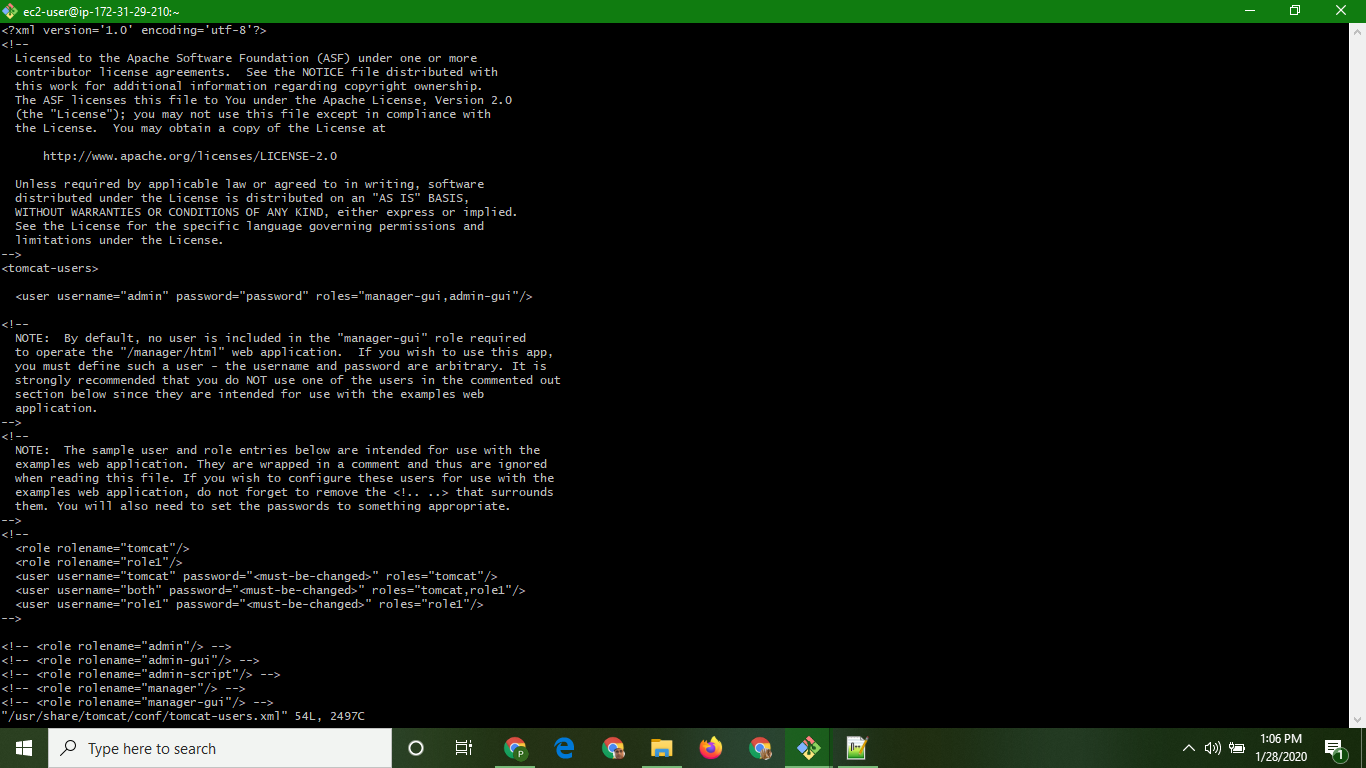 ec2-user@ip-172-31-29-210:~
<?xml version='1.0' encoding='utf-8'?>
<!--
  Licensed to the Apache Software Foundation (ASF) under one or more
  contributor license agreements.  See the NOTICE file distributed with
  this work for additional information regarding copyright ownership.
  The ASF licenses this file to You under the Apache License, Version 2.0
  (the "License"); you may not use this file except in compliance with
  the License.  You may obtain a copy of the License at

      http://www.apache.org/licenses/LICENSE-2.0

  Unless required by applicable law or agreed to in writing, software
  distributed under the License is distributed on an "AS IS" BASIS,
  WITHOUT WARRANTIES OR CONDITIONS OF ANY KIND, either express or implied.
  See the License for the specific language governing permissions and
  limitations under the License.
-->
<tomcat-users>

  <user username="admin" password="password" roles="manager-gui,admin-gui"/>

<!--
  NOTE:  By default, no user is included in the "manager-gui" role required
  to operate the "/manager/html" web application.  If you wish to use this app,
  you must define such a user - the username and password are arbitrary. It is
  strongly recommended that you do NOT use one of the users in the commented out
  section below since they are intended for use with the examples web
  application.
-->
<!--
  NOTE:  The sample user and role entries below are intended for use with the
  examples web application. They are wrapped in a comment and thus are ignored
  when reading this file. If you wish to configure these users for use with the
  examples web application, do not forget to remove the <!.. ..> that surrounds
  them. You will also need to set the passwords to something appropriate.
-->
<!--
  <role rolename="tomcat"/>
  <role rolename="role1"/>
  <user username="tomcat" password="<must-be-changed>" roles="tomcat"/>
  <user username="both" password="<must-be-changed>" roles="tomcat,role1"/>
  <user username="role1" password="<must-be-changed>" roles="role1"/>
-->

<!-- <role rolename="admin"/> -->
<!-- <role rolename="admin-gui"/> -->
<!-- <role rolename="admin-script"/> -->
<!-- <role rolename="manager"/> -->
<!-- <role rolename="manager-gui"/> -->
"/usr/share/tomcat/conf/tomcat-users.xml" 54L, 2497C
Type here to search
P
1:06 PM
1/28/2020
1